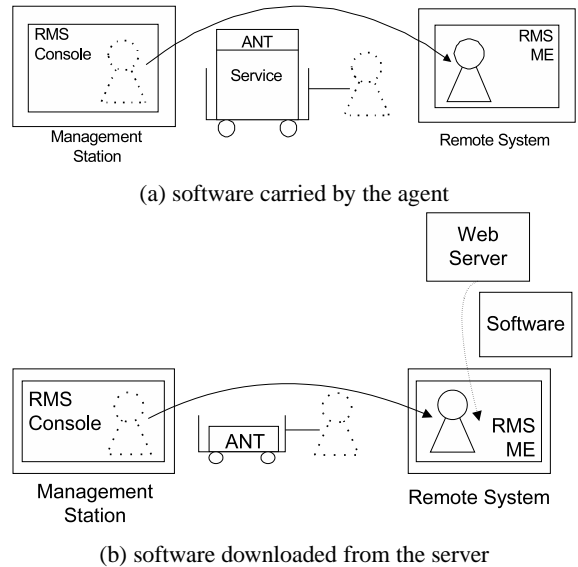 RMS
Console
ANT
Service
RMS
ME
Management
Station
Remote System
(a) software carried by the agent
Web
Server
Software
RMS
Console
ANT
RMS
ME
Management
Station
Remote System
(b) software downloaded from the server